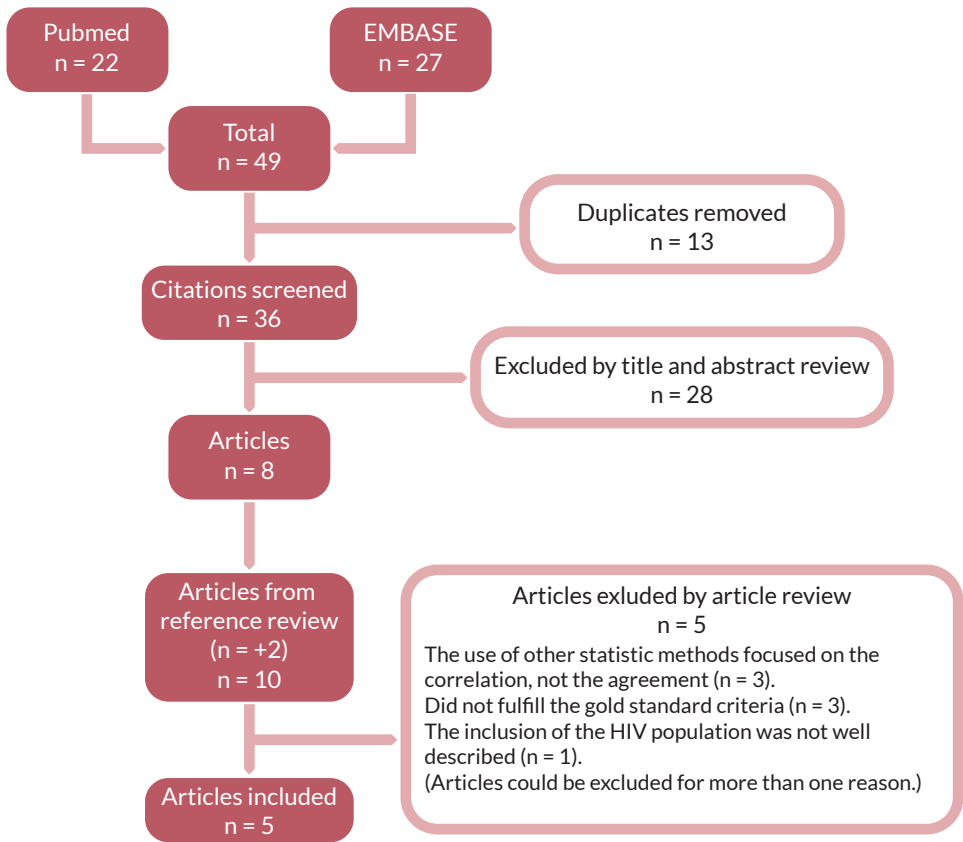 Pubmed
n = 22
EMBASE
n = 27
Total
n = 49
Duplicates removed
n = 13
Citations screened
n = 36
Excluded by title and abstract review
n = 28
Articles
n = 8
Articles from
reference review
(n = +2)
n = 10
Articles exluded by article review
n = 5
The use of other statistic methods focused on the
correlation, not the agreement (n = 3).
Did not fulfill the gold standard criteria (n = 3).
The inclusion of the HIV population was not well
described (n = 1).
(Articles could be excluded for more than one reason.)
Articles included
n = 5